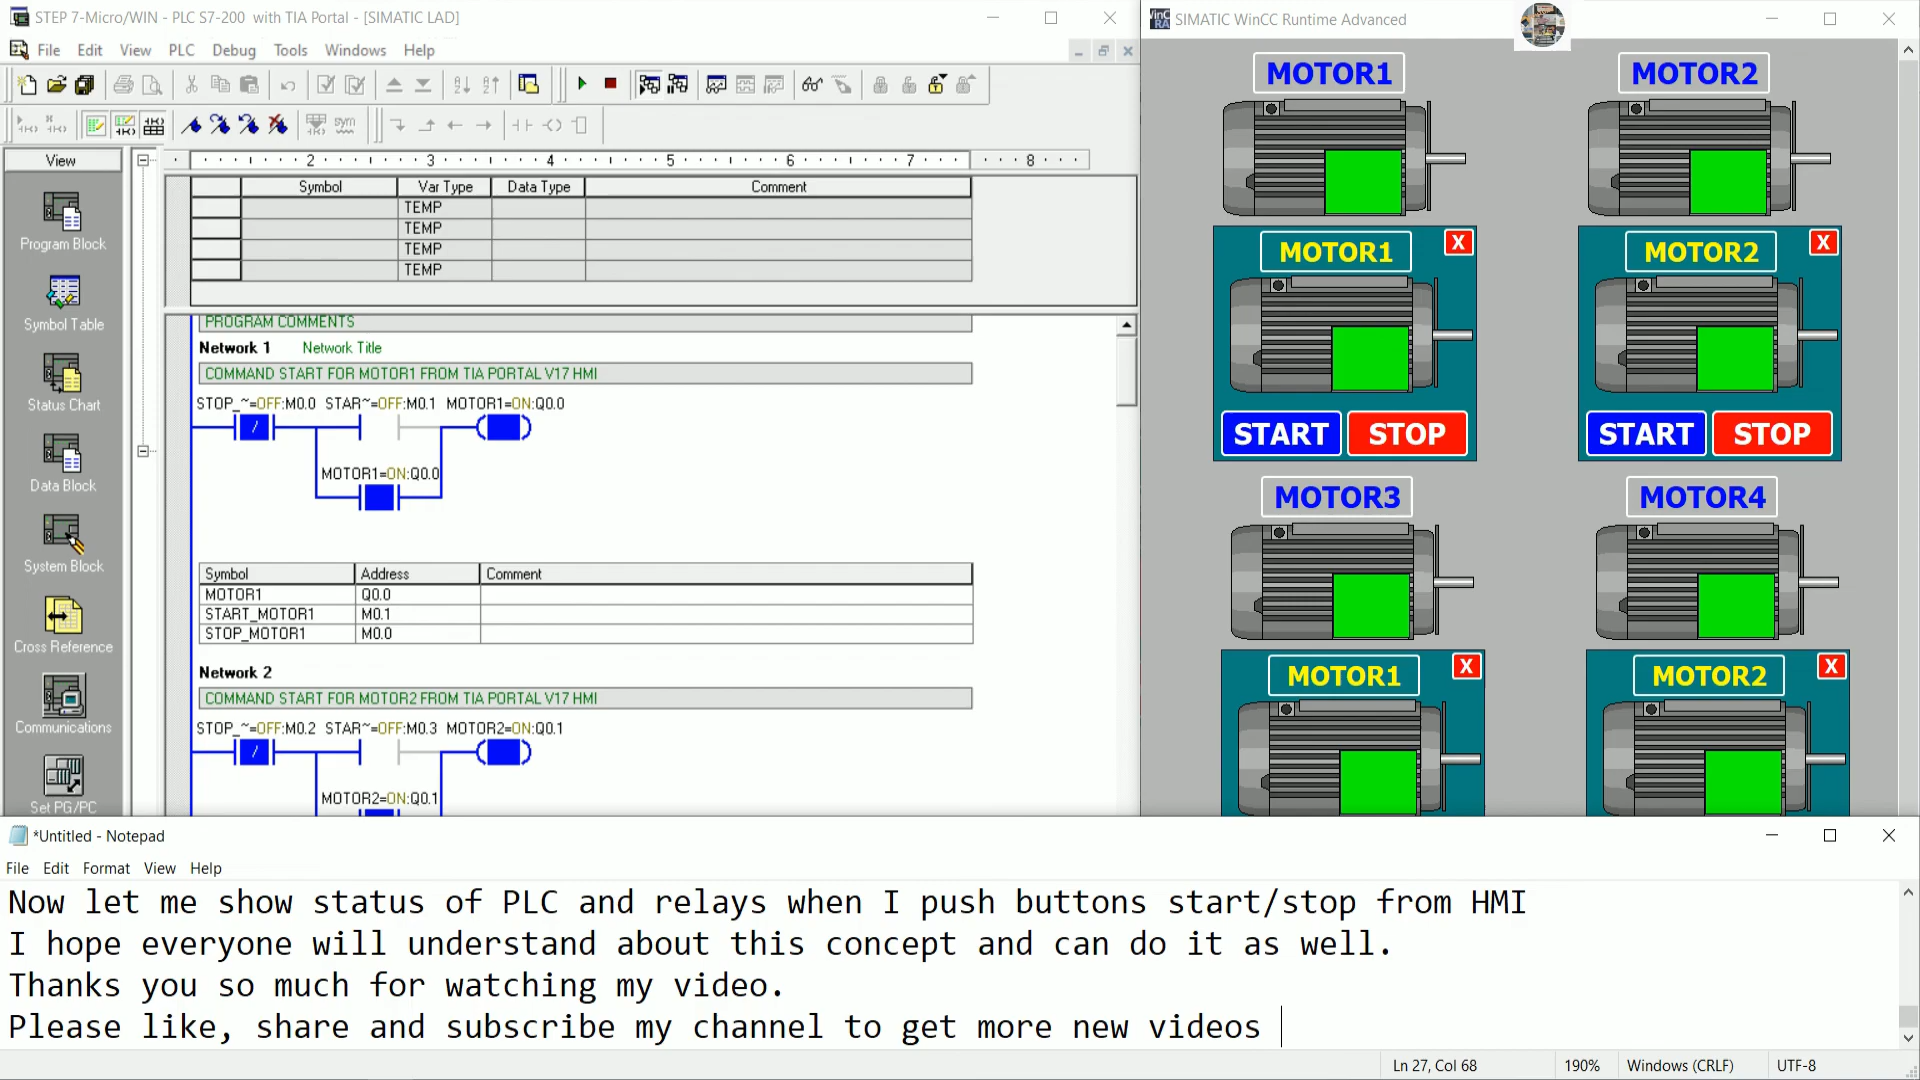 STEP 7-Micro/WIN - PLC S7-200  with TIA Portal - [SIMATIC LAD]
File Edit View PLC Debug Tools Windows Help
View
Program Block
Symbol Table
Status Chart
Data Block
System Block
Cross Reference
Communications
Set PG/PC
2 3 4 5 6 7 8
Symbol Var Type Data Type Comment
TEMP
TEMP
TEMP
TEMP
PROGRAM COMMENTS
Network 1 Network Title
COMMAND START FOR MOTOR1 FROM TIA PORTAL V17 HMI
STOP_~=OFF:M0.0 STAR~=OFF:M0.1 MOTOR1=ON:Q0.0
MOTOR1=ON:Q0.0
Symbol Address Comment
MOTOR1 Q0.0
START_MOTOR1 M0.1
STOP_MOTOR1 M0.0
Network 2
COMMAND START FOR MOTOR2 FROM TIA PORTAL V17 HMI
STOP_~=OFF:M0.2 STAR~=OFF:M0.3 MOTOR2=ON:Q0.1
MOTOR2=ON:Q0.1
SIMATIC WinCC Runtime Advanced
MOTOR1 MOTOR2
MOTOR1 X MOTOR2 X
START STOP START STOP
MOTOR3 MOTOR4
MOTOR1 X MOTOR2 X
*Untitled - Notepad
File Edit Format View Help
Now let me show status of PLC and relays when I push buttons start/stop from HMI
I hope everyone will understand about this concept and can do it as well.
Thanks you so much for watching my video.
Please like, share and subscribe my channel to get more new videos
Ln 27, Col 68 190% Windows (CRLF) UTF-8